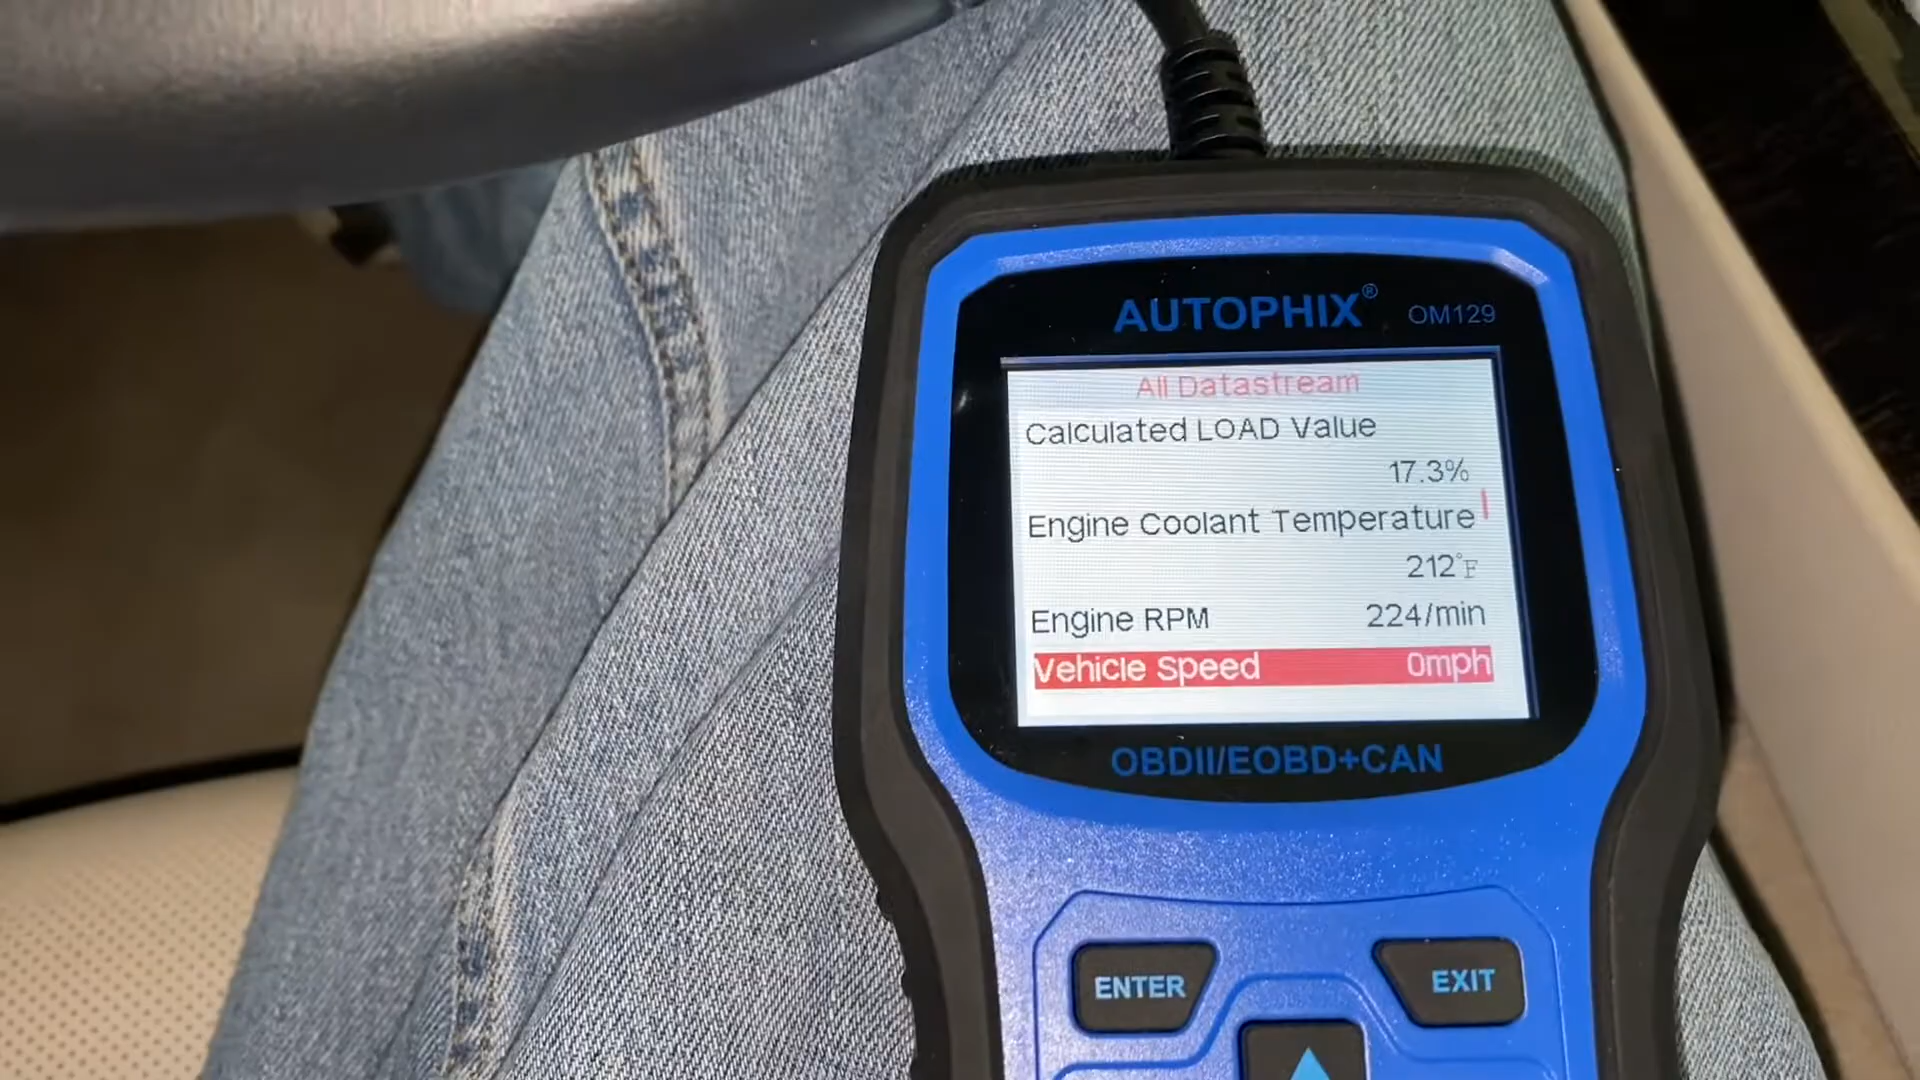 AUTOPHIX® OM129
All Datastream
Calculated LOAD Value
17.3%
Engine Coolant Temperature
212°F
Engine RPM 224/min
Vehicle Speed 0mph
OBDII/EOBD+CAN
ENTER EXIT